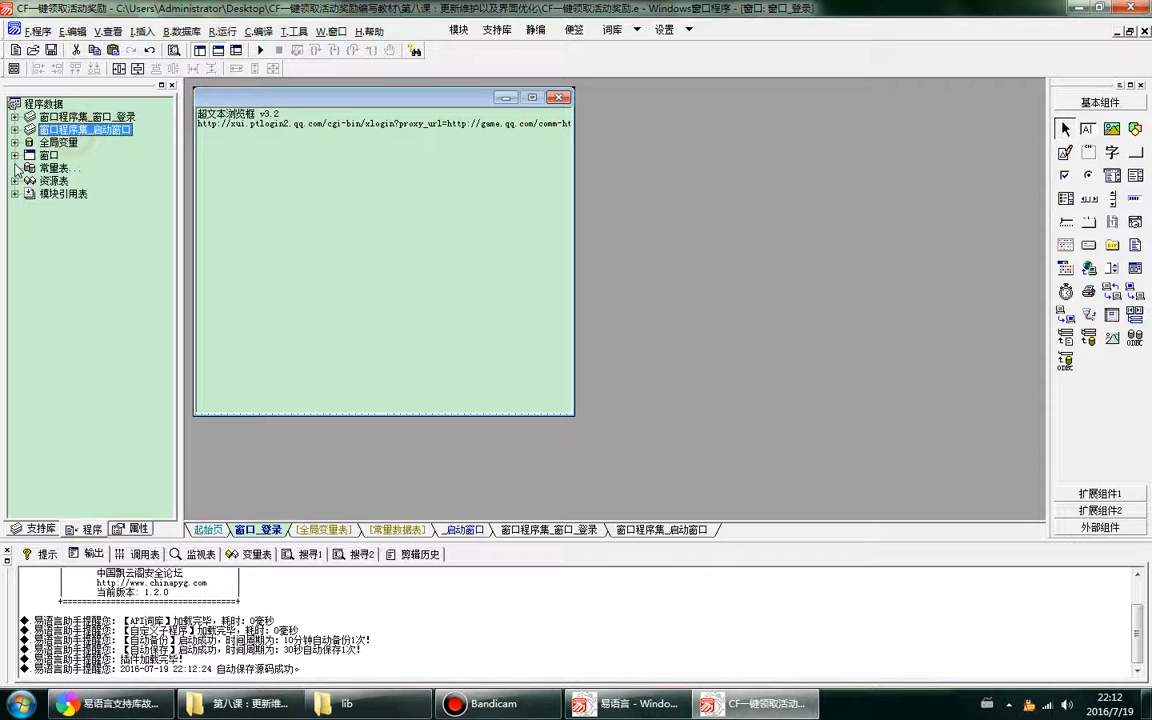 CF一键领取活动奖励 - C:\Users\Administrator\Desktop\CF一键领取活动奖励编写教材\第八课：更新维护以及界面优化\CF一键领取活动奖励.e - Windows窗口程序 - [窗口: 窗口_登录]
F.程序 E.编辑 V.查看 I.插入 B.数据库 R.运行 C.编译 T.工具 W.窗口 H.帮助 模块 支持库 静编 便签 词库 设置
程序数据
窗口程序集_窗口_登录
窗口程序集_启动窗口
全局变量
窗口
常量表...
资源表
模块引用表
超文本浏览框 v3.2
http://xui.ptlogin2.qq.com/cgi-bin/xlogin?proxy_url=http://game.qq.com/comm-ht
基本组件
扩展组件1
扩展组件2
外部组件
支持库 程序 属性
起始页 窗口_登录 [全局变量表] [常量数据表] _启动窗口 窗口程序集_窗口_登录 窗口程序集_启动窗口
提示 输出 调用表 监视表 变量表 搜寻1 搜寻2 剪辑历史
中国飘云阁安全论坛
http://www.chinapyg.com
当前版本: 1.2.0
+===================================+
◆.易语言助手提醒您: 【API词库】加载完毕，耗时: 0毫秒
◆.易语言助手提醒您: 【自定义子程序】加载完毕，耗时: 0毫秒
◆.易语言助手提醒您: 【自动备份】启动成功，时间周期为: 10分钟自动备份1次!
◆.易语言助手提醒您: 【自动保存】启动成功，时间周期为: 30秒自动保存1次!
◆.易语言助手提醒您: 插件加载完毕!
◆.易语言助手提醒您: 2016-07-19 22:12:24 自动保存源码成功。
易语言支持库故... 第八课：更新维... lib Bandicam 易语言 - Windo... CF一键领取活动...
22:12
2016/7/19